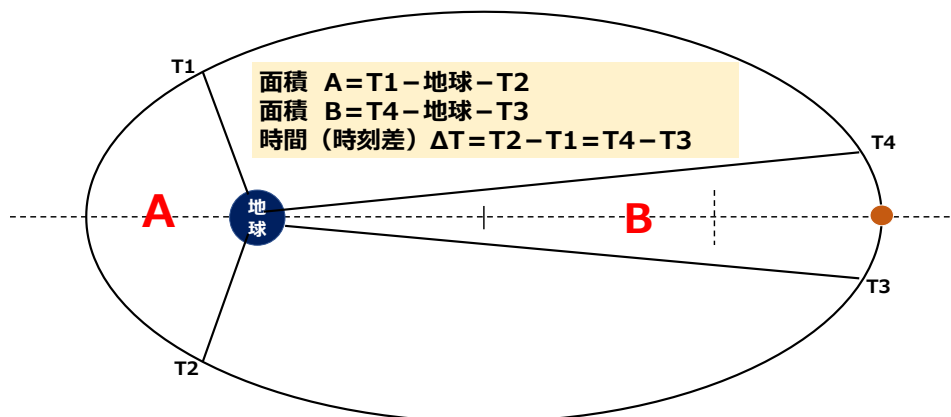 T1
面積 A＝T1－地球－T2
面積 B＝T4－地球－T3
時間（時刻差）ΔT＝T2－T1＝T4－T3
T4
A
地
球
B
T3
T2